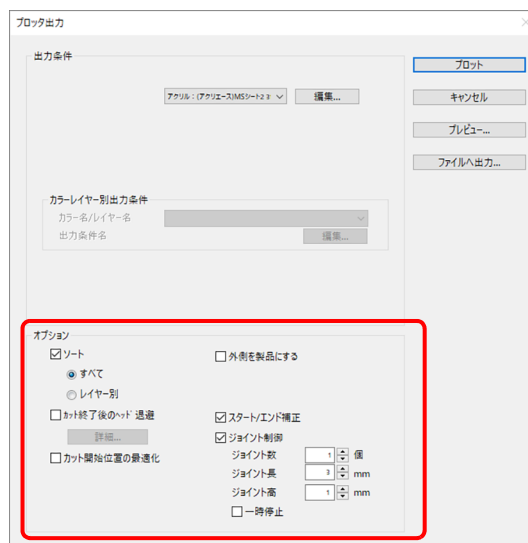 プロッタ出力
出力条件
アクリル：(アクリエース)MSシート2 3
編集...
プロット
キャンセル
プレビュー...
ファイルへ出力...
カラーレイヤー別出力条件
カラー名/レイヤー名
出力条件名
編集...
オプション
ソート
すべて
レイヤー別
カット終了後のヘッド退避
詳細...
カット開始位置の最適化
外側を製品にする
スタート/エンド補正
ジョイント制御
ジョイント数 1 個
ジョイント長 3 mm
ジョイント高 1 mm
一時停止